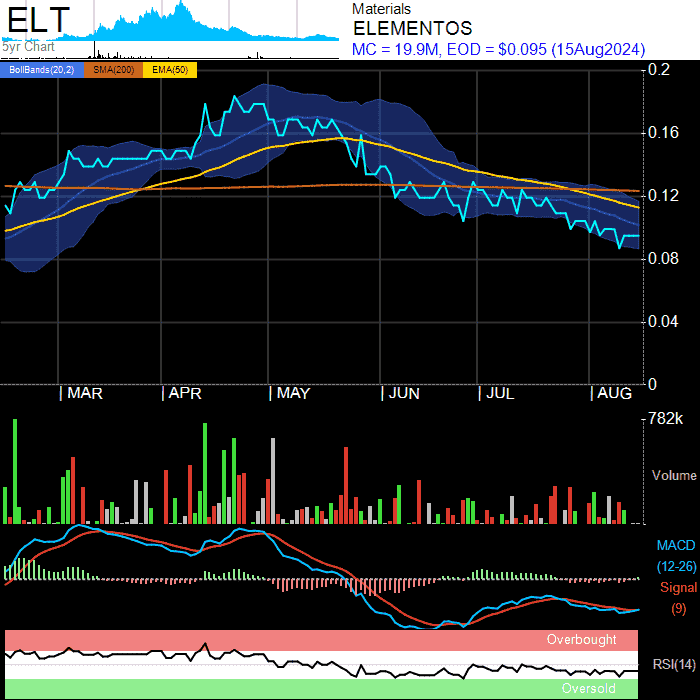 ELT
5yr Chart
Materials
ELEMENTOS
MC = 19.9M, EOD = $0.095 (15Aug2024)
BollBands(20,2) SMA(200) EMA(50)
0.2
0.16
0.12
0.08
0.04
0
MAR APR MAY JUN JUL AUG
782k
Volume
MACD
(12-26)
Signal
(9)
Overbought
RSI(14)
Oversold